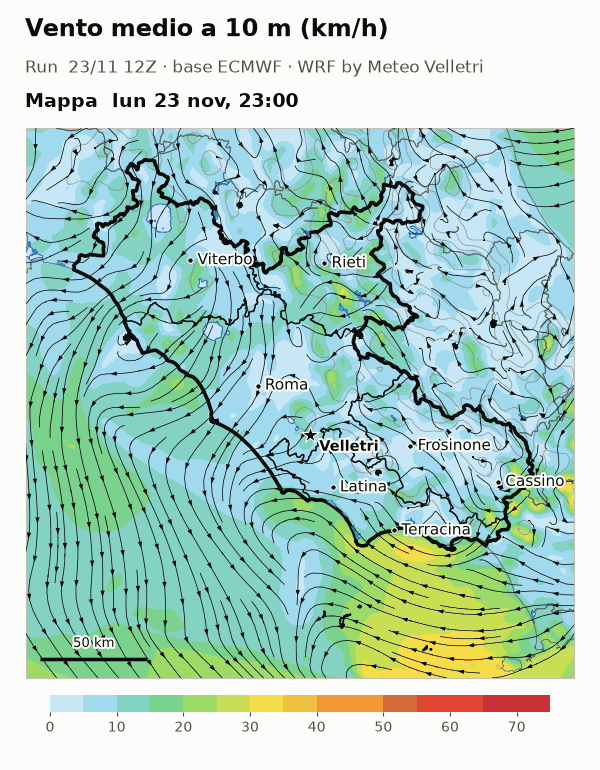 Vento medio a 10 m (km/h)
Run  23/11 12Z · base ECMWF · WRF by Meteo Velletri
Mappa  lun 23 nov, 23:00
Viterbo
Rieti
Roma
Velletri
Frosinone
Cassino
Latina
Terracina
50 km
0 10 20 30 40 50 60 70